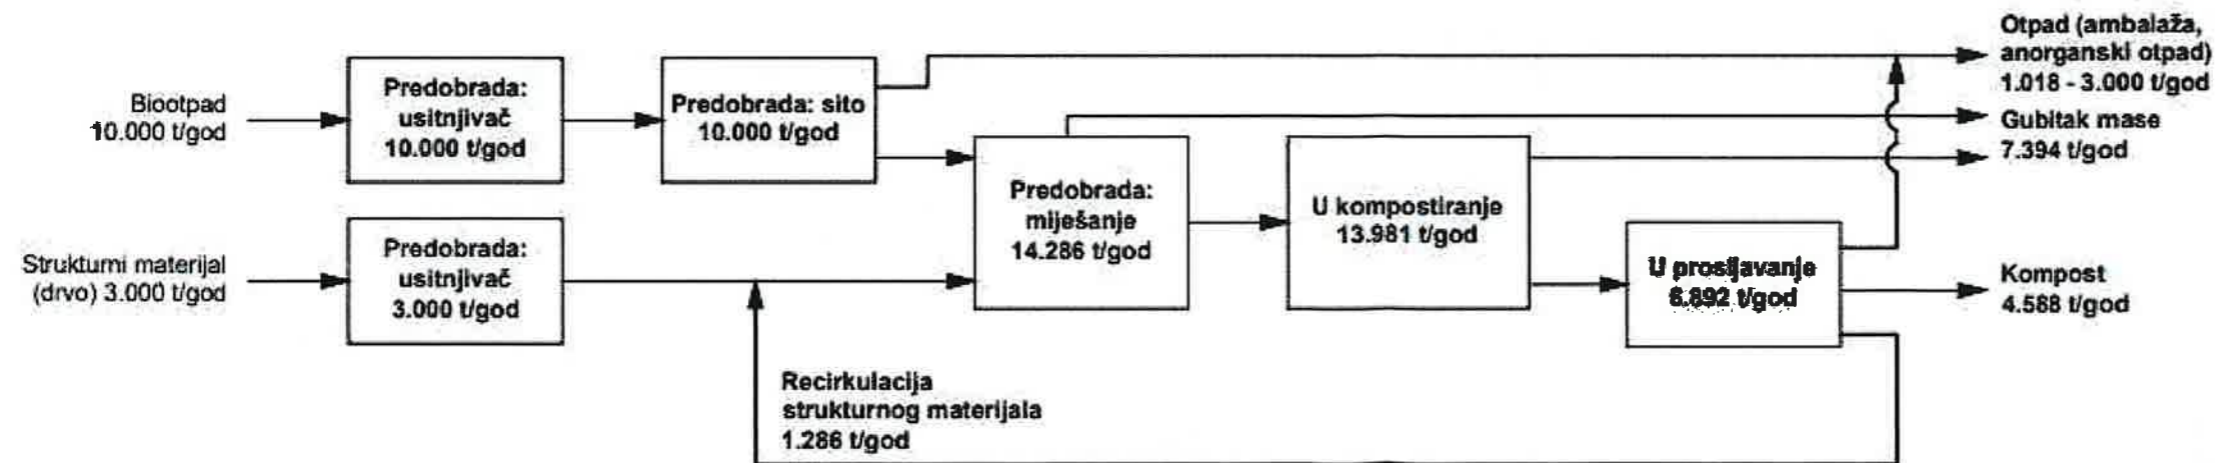 Biootpad
10.000 t/god
Predobrada:
usitnjivač
10.000 t/god
Predobrada: sito
10.000 t/god
Otpad (ambalaža,
anorganski otpad)
1.018 - 3.000 t/god
Gubitak mase
7.394 t/god
Strukturni materijal
(drvo) 3.000 t/god
Predobrada:
usitnjivač
3.000 t/god
Predobrada:
miješanje
14.286 t/god
U kompostiranje
13.981 t/god
U prosijavanje
6.892 t/god
Kompost
4.588 t/god
Recirkulacija
strukturnog materijala
1.286 t/god